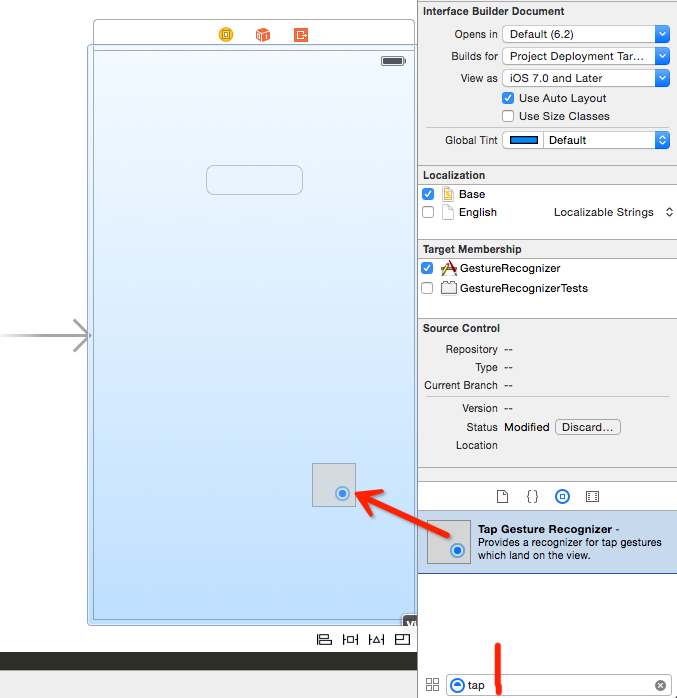 Interface Builder Document
Opens in Default (6.2)
Builds for Project Deployment Tar...
View as iOS 7.0 and Later
Use Auto Layout
Use Size Classes
Global Tint Default
Localization
Base
English Localizable Strings
Target Membership
GestureRecognizer
GestureRecognizerTests
Source Control
Repository --
Type --
Current Branch --
Version --
Status Modified Discard...
Location
{}
Tap Gesture Recognizer -
Provides a recognizer for tap gestures
which land on the view.
tap